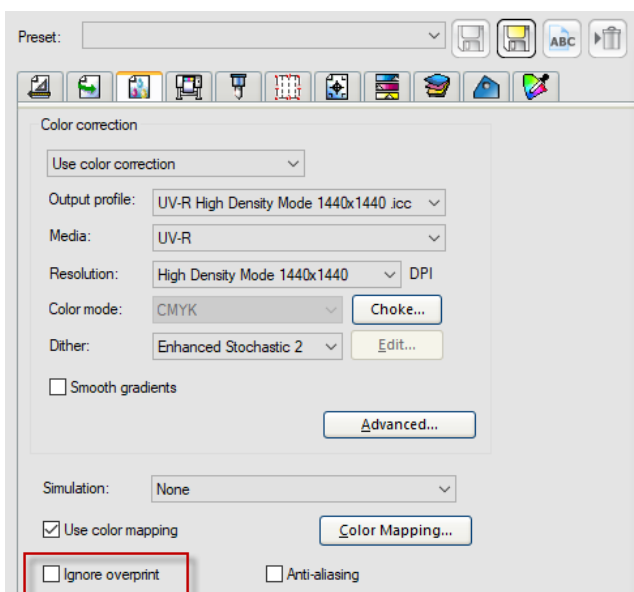 Preset:
ABC
Color correction
Use color correction
Output profile: UV-R High Density Mode 1440x1440 .icc
Media: UV-R
Resolution: High Density Mode 1440x1440 DPI
Color mode: CMYK Choke...
Dither: Enhanced Stochastic 2 Edit...
Smooth gradients
Advanced...
Simulation: None
Use color mapping Color Mapping...
Ignore overprint Anti-aliasing